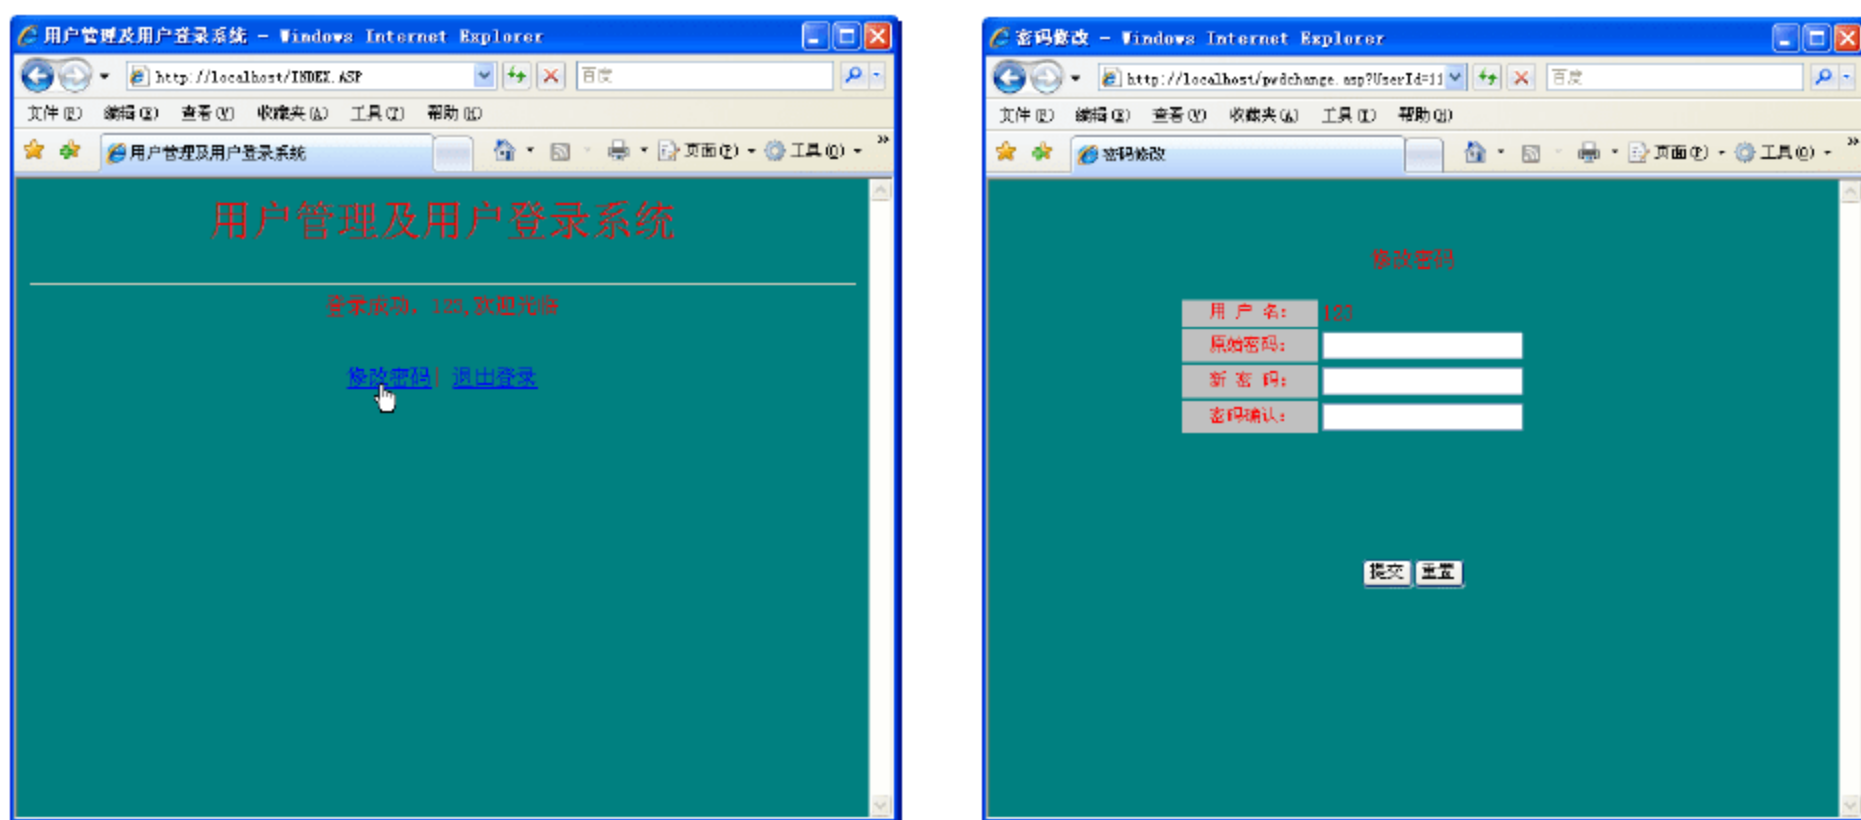 用户管理及用户登录系统 - Windows Internet Explorer
http://localhost/INDEX.ASP
百度
文件(F) 编辑(E) 查看(V) 收藏夹(A) 工具(T) 帮助(H)
用户管理及用户登录系统
页面(P) 工具(O)
用户管理及用户登录系统
登录成功，123,欢迎光临
修改密码| 退出登录
密码修改 - Windows Internet Explorer
http://localhost/pwdchange.asp?UserId=11
百度
文件(F) 编辑(E) 查看(V) 收藏夹(A) 工具(T) 帮助(H)
密码修改
页面(P) 工具(O)
修改密码
用 户 名： 123
原始密码：
新 密 码：
密码确认：
提交 重置